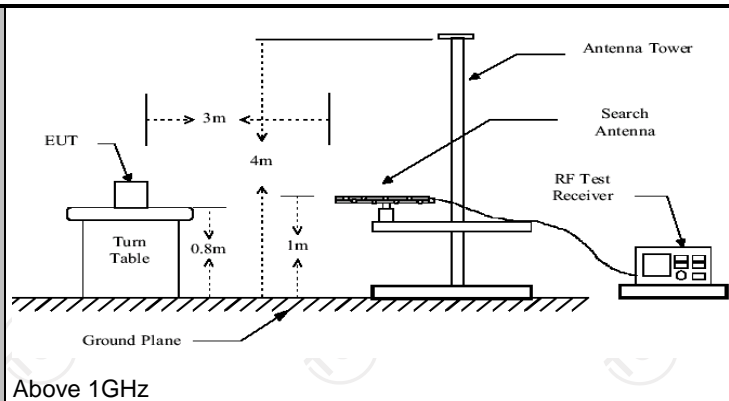 Antenna Tower
3m
Search
Antenna
EUT
4m
RF Test
Receiver
Turn
Table
0.8m
1m
Ground Plane
Above 1GHz